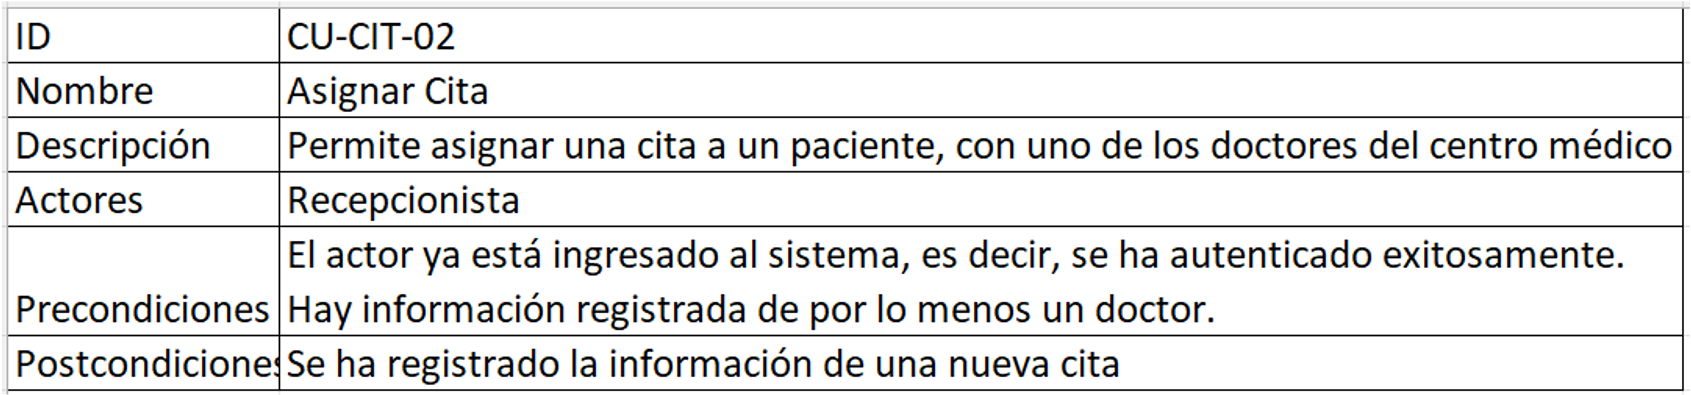 ID CU-CIT-02
Nombre Asignar Cita
Descripción Permite asignar una cita a un paciente, con uno de los doctores del centro médico
Actores Recepcionista
El actor ya está ingresado al sistema, es decir, se ha autenticado exitosamente.
Precondiciones Hay información registrada de por lo menos un doctor.
Postcondiciones Se ha registrado la información de una nueva cita